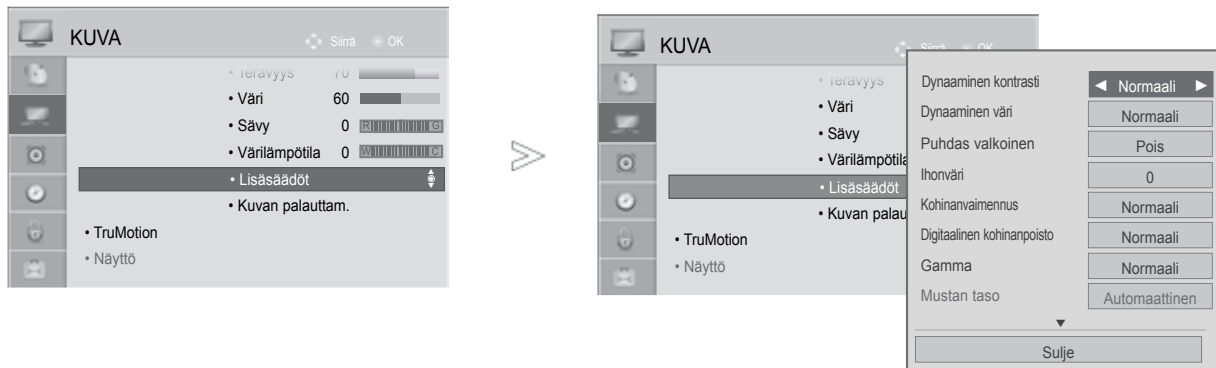 KUVA
Siirrä OK
• Terävyys 70
• Väri 60
• Sävy 0 R G
• Värilämpötila 0 W C
• Lisäsäädöt
• Kuvan palauttam.
• TruMotion
• Näyttö
KUVA
Siirrä OK
• Terävyys
• Väri
• Sävy
• Värilämpötila
• Lisäsäädöt
• Kuvan palau
• TruMotion
• Näyttö
Dynaaminen kontrasti ◄ Normaali ►
Dynaaminen väri Normaali
Puhdas valkoinen Pois
Ihonväri 0
Kohinanvaimennus Normaali
Digitaalinen kohinanpoisto Normaali
Gamma Normaali
Mustan taso Automaattinen
▼
Sulje